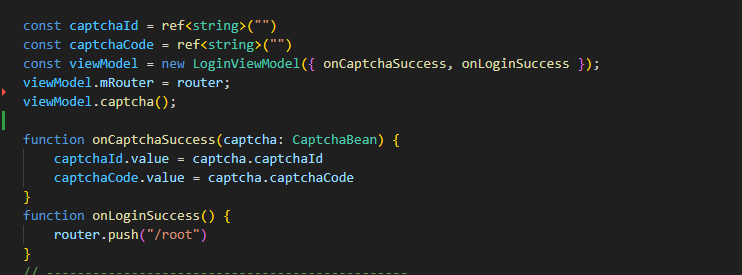 const captchaId = ref<string>("")
const captchaCode = ref<string>("")
const viewModel = new LoginViewModel({ onCaptchaSuccess, onLoginSuccess });
viewModel.mRouter = router;
viewModel.captcha();
function onCaptchaSuccess(captcha: CaptchaBean) {
    captchaId.value = captcha.captchaId
    captchaCode.value = captcha.captchaCode
}
function onLoginSuccess() {
    router.push("/root")
}
// -----------------------------------------------